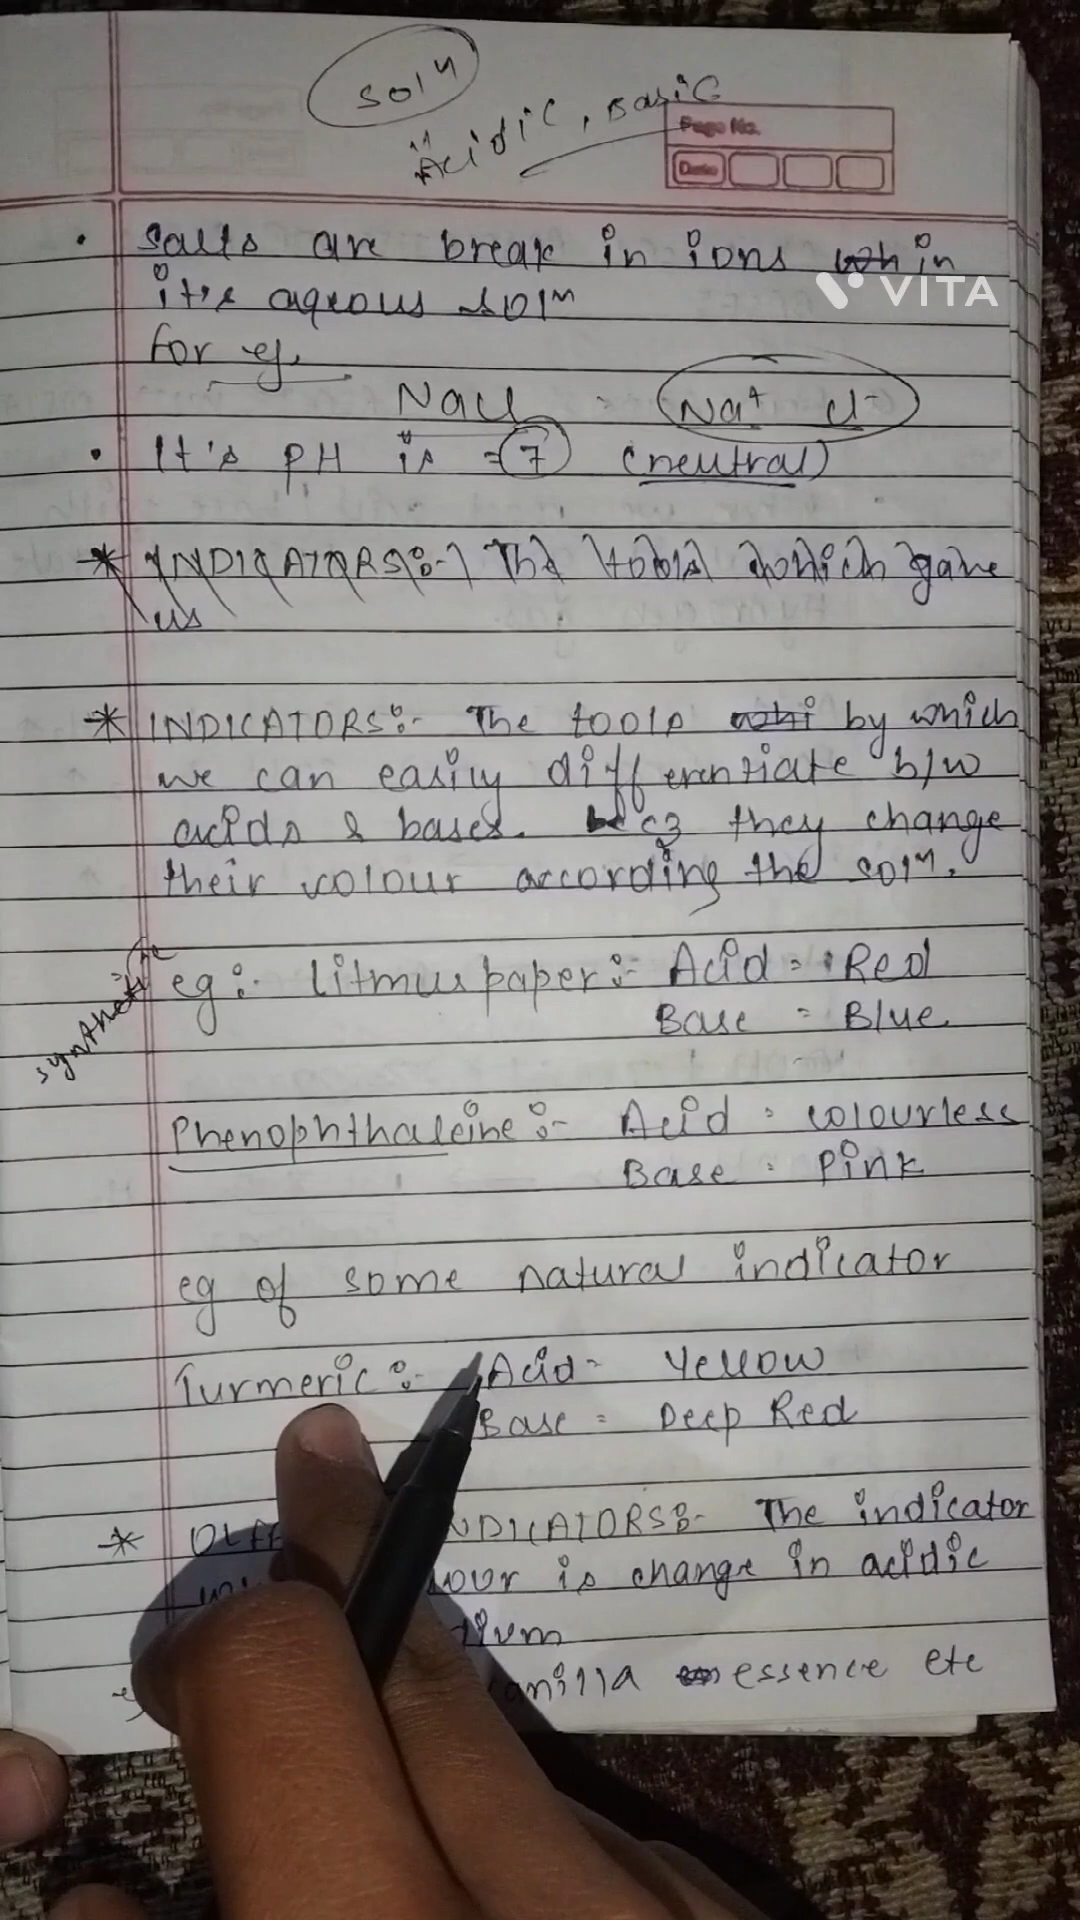 Soln
Acidic, Basic
Page No.
Date
• Salts are break in ions in
it's aqeous soln
for eg.
NaCl = Na+ Cl-
• It's PH is = 7 (neutral)
* INDICATORS:- The tools which gave
us
* INDICATORS:- The tools whi by which
we can easily differentiate b/w
acids & bases. bcz they change
their colour according the soln.
synthetic
eg:- litmus paper:- Acid = Red
Base = Blue
Phenophthaleine:- Acid = colourless
Base = Pink
eg of some natural indicator
Turmeric:- Acid = Yellow
Base = Deep Red
* INDICATORS:- The indicator
is change in acidic
essence etc
VITA